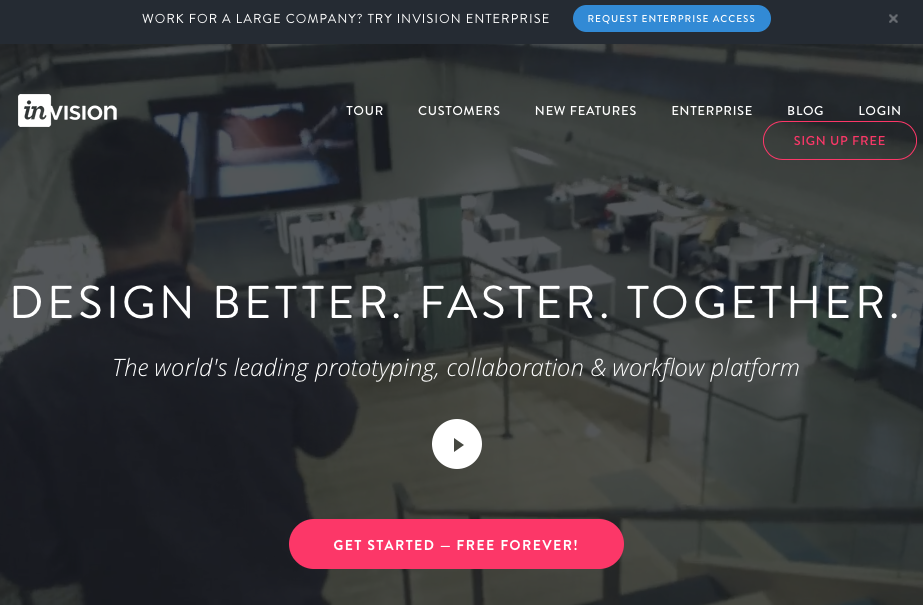 WORK FOR A LARGE COMPANY? TRY INVISION ENTERPRISE
REQUEST ENTERPRISE ACCESS
×
invision
TOUR
CUSTOMERS
NEW FEATURES
ENTERPRISE
BLOG
LOGIN
SIGN UP FREE
DESIGN BETTER. FASTER. TOGETHER.
The world's leading prototyping, collaboration & workflow platform
GET STARTED — FREE FOREVER!